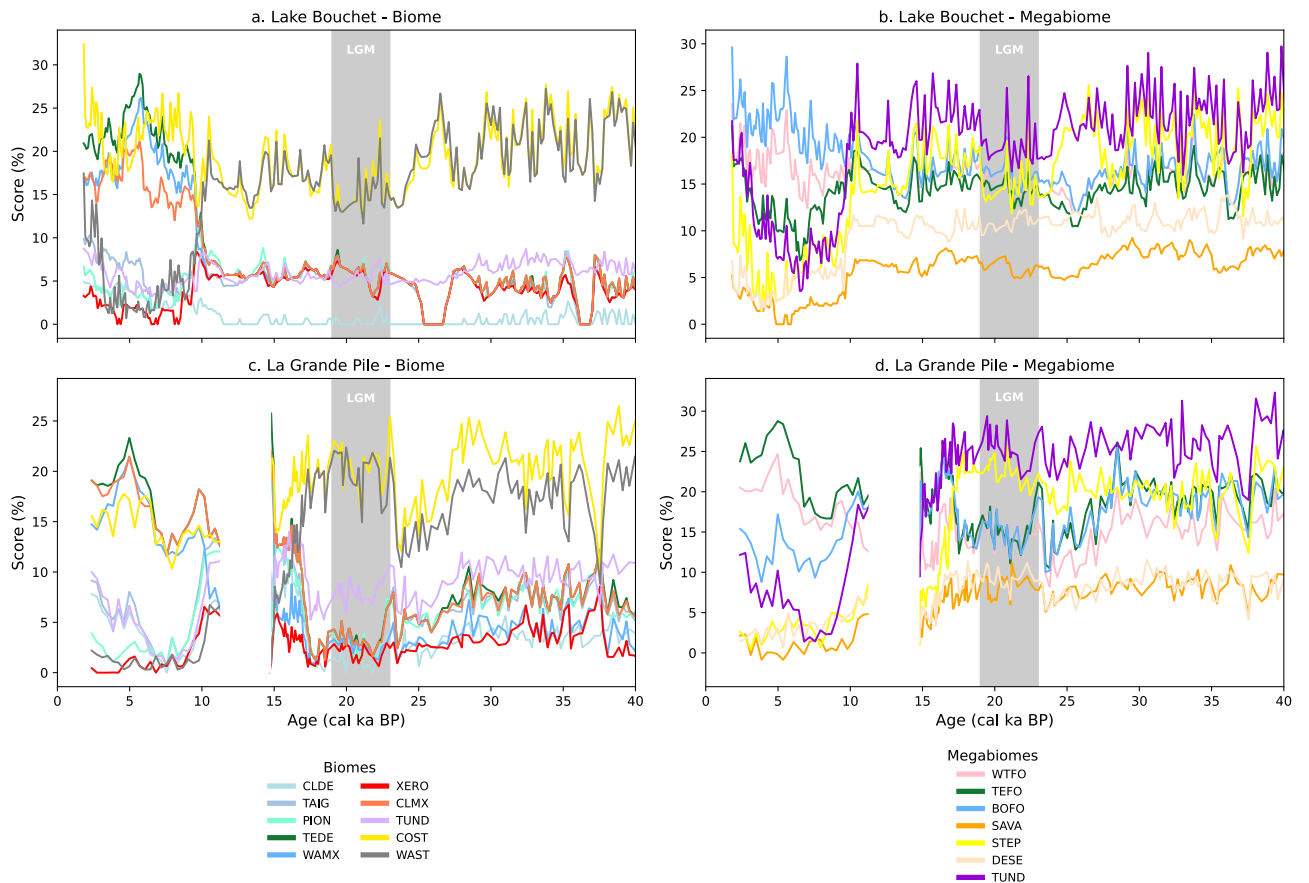 a. Lake Bouchet - Biome
b. Lake Bouchet - Megabiome
LGM
LGM
Score (%)
30
25
20
15
10
5
0
30
25
20
15
10
5
0
c. La Grande Pile - Biome
d. La Grande Pile - Megabiome
LGM
LGM
Score (%)
Score (%)
25
20
15
10
5
0
30
25
20
15
10
5
0
0 5 10 15 20 25 30 35 40
0 5 10 15 20 25 30 35 40
Age (cal ka BP)
Age (cal ka BP)
Biomes
CLDE XERO
TAIG CLMX
PION TUND
TEDE COST
WAMX WAST
Megabiomes
WTFO
TEFO
BOFO
SAVA
STEP
DESE
TUND